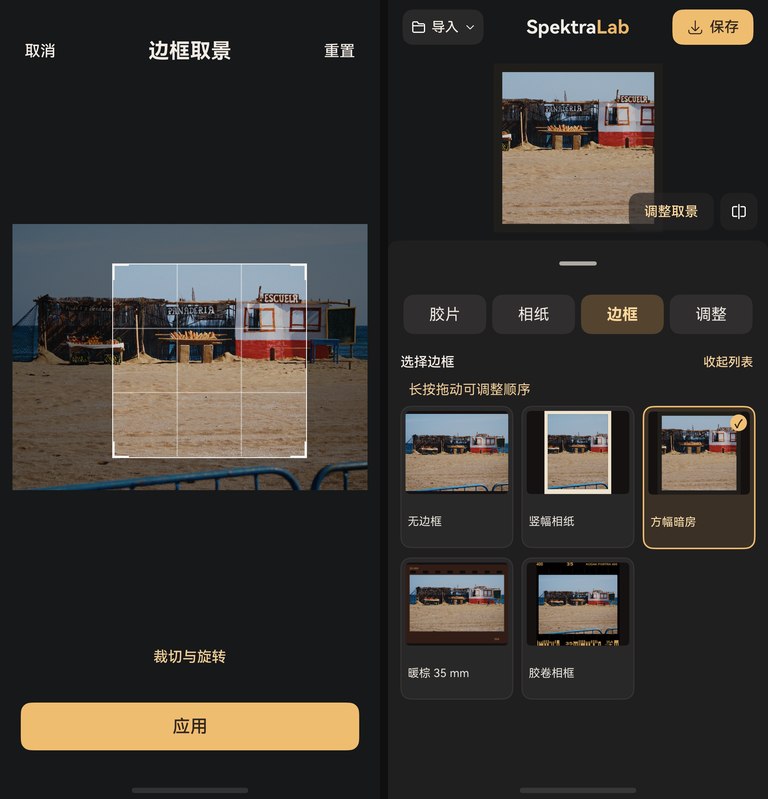 取消
边框取景
重置
PANADERIA
ESCUELA
裁切与旋转
应用
导入
SpektraLab
保存
PANADERIA
ESCUELA
调整取景
胶片
相纸
边框
调整
选择边框
收起列表
长按拖动可调整顺序
无边框
竖幅相纸
方幅暗房
暖棕 35 mm
胶卷相框